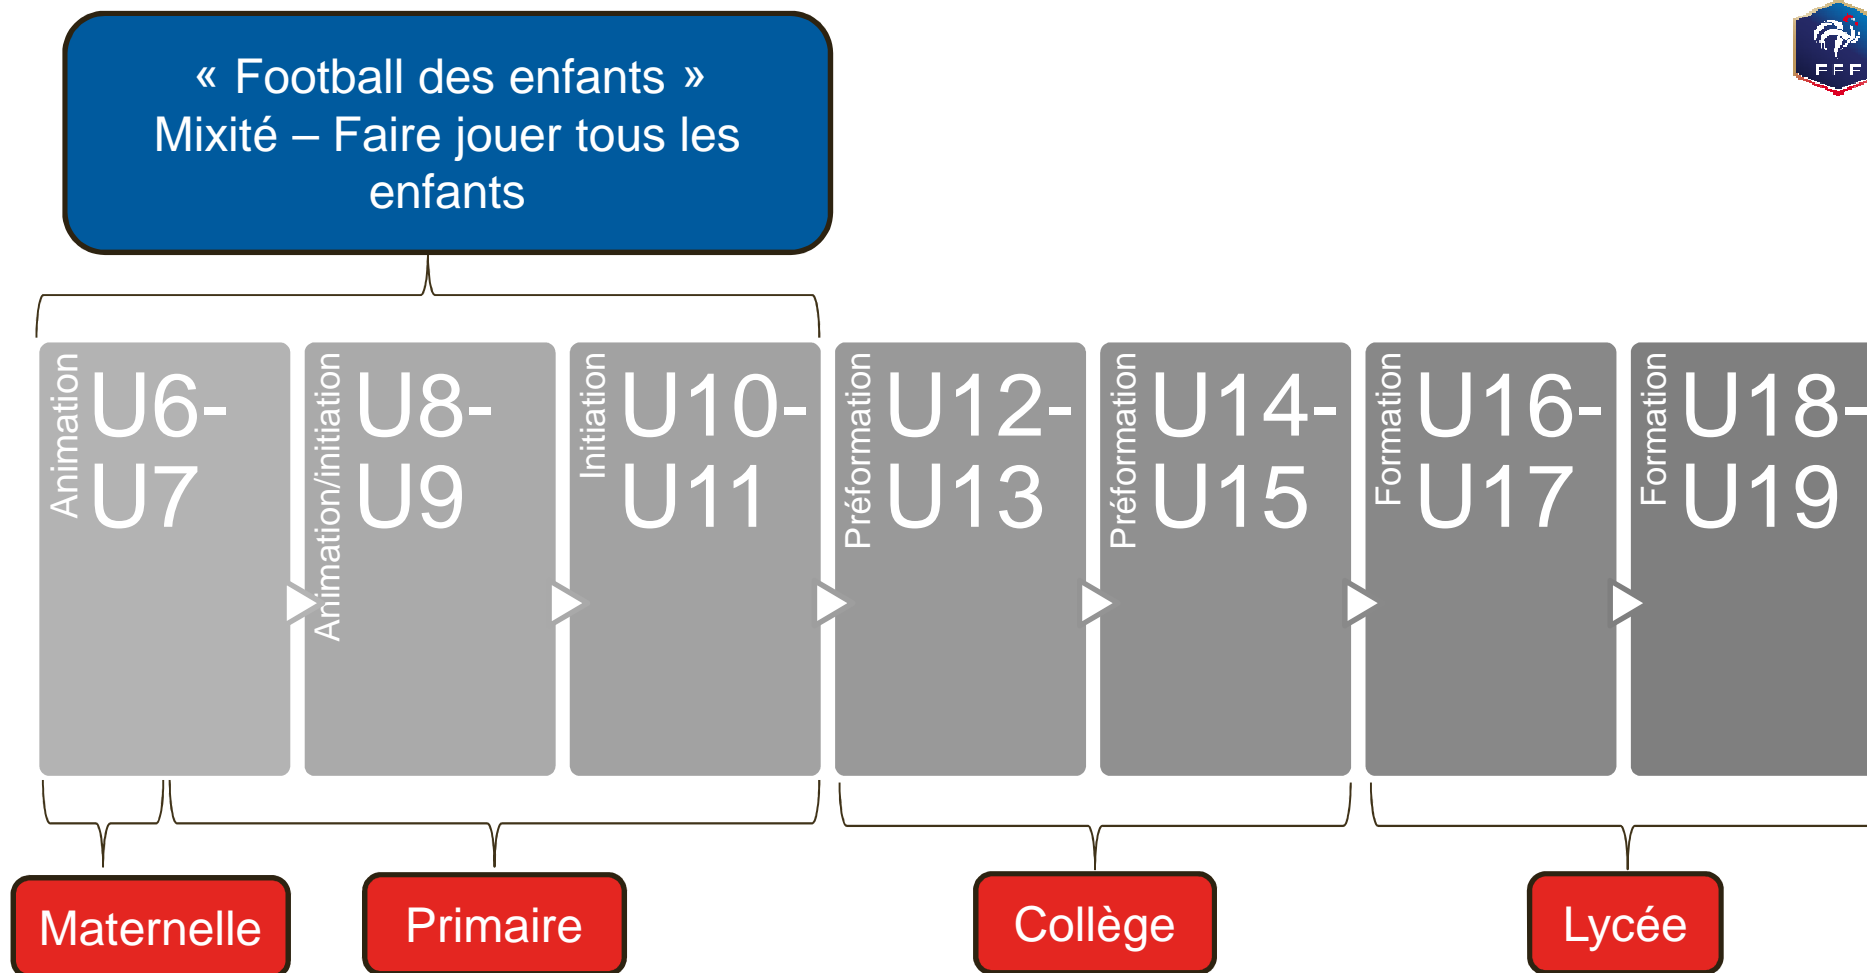 « Football des enfants »
Mixité – Faire jouer tous les
enfants
FFF
Animation
U6-
U7
Animation/initiation
U8-
U9
Initiation
U10-
U11
Préformation
U12-
U13
Préformation
U14-
U15
Formation
U16-
U17
Formation
U18-
U19
Maternelle
Primaire
Collège
Lycée